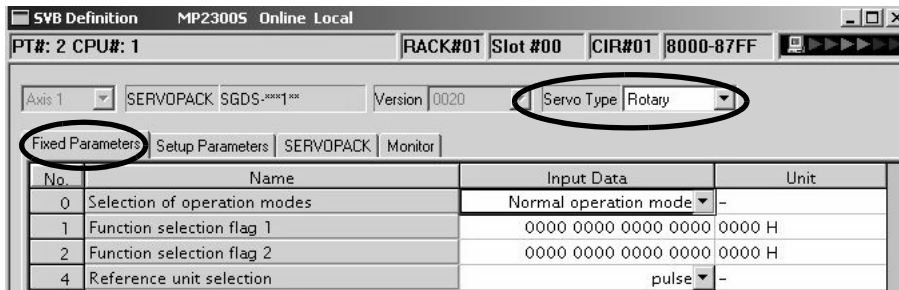 SVB Definition MP2300S Online Local
PT#: 2 CPU#: 1 RACK#01 Slot #00 CIR#01 8000-87FF
Axis 1 SERVOPACK SGDS-***1** Version 0020 Servo Type Rotary
Fixed Parameters Setup Parameters SERVOPACK Monitor
No. Name Input Data Unit
0 Selection of operation modes Normal operation mode -
1 Function selection flag 1 0000 0000 0000 0000 0000 H
2 Function selection flag 2 0000 0000 0000 0000 0000 H
4 Reference unit selection pulse -